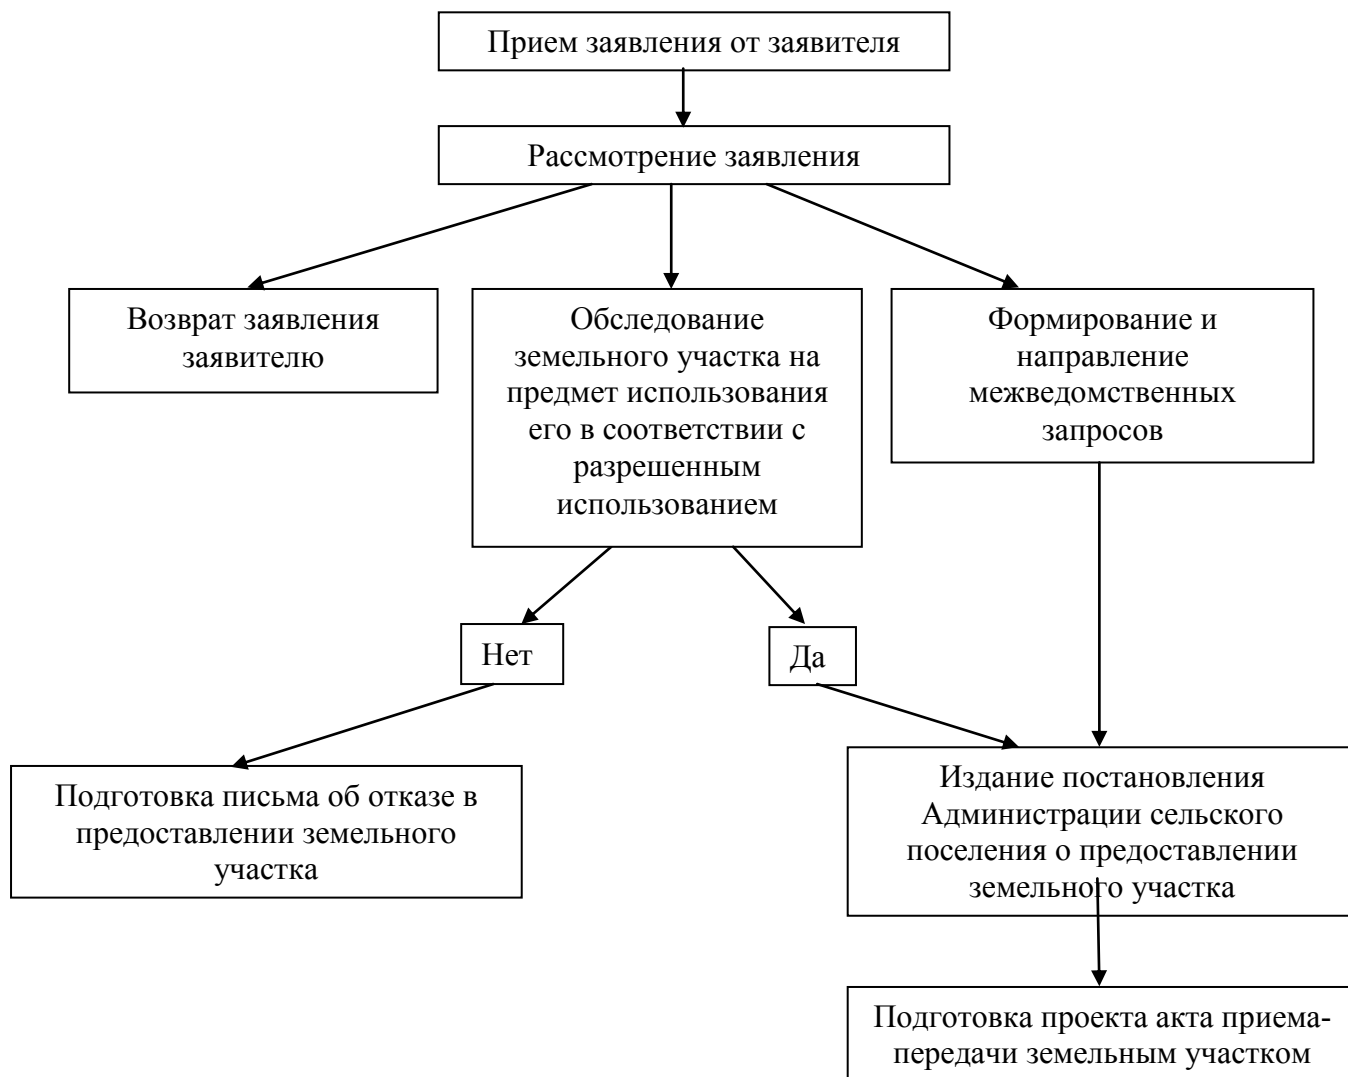 Прием заявления от заявителя
Рассмотрение заявления
Возврат заявления
заявителю
Обследование
земельного участка на
предмет использования
его в соответствии с
разрешенным
использованием
Формирование и
направление
межведомственных
запросов
Нет
Да
Подготовка письма об отказе в
предоставлении земельного
участка
Издание постановления
Администрации сельского
поселения о предоставлении
земельного участка
Подготовка проекта акта приема-
передачи земельным участком